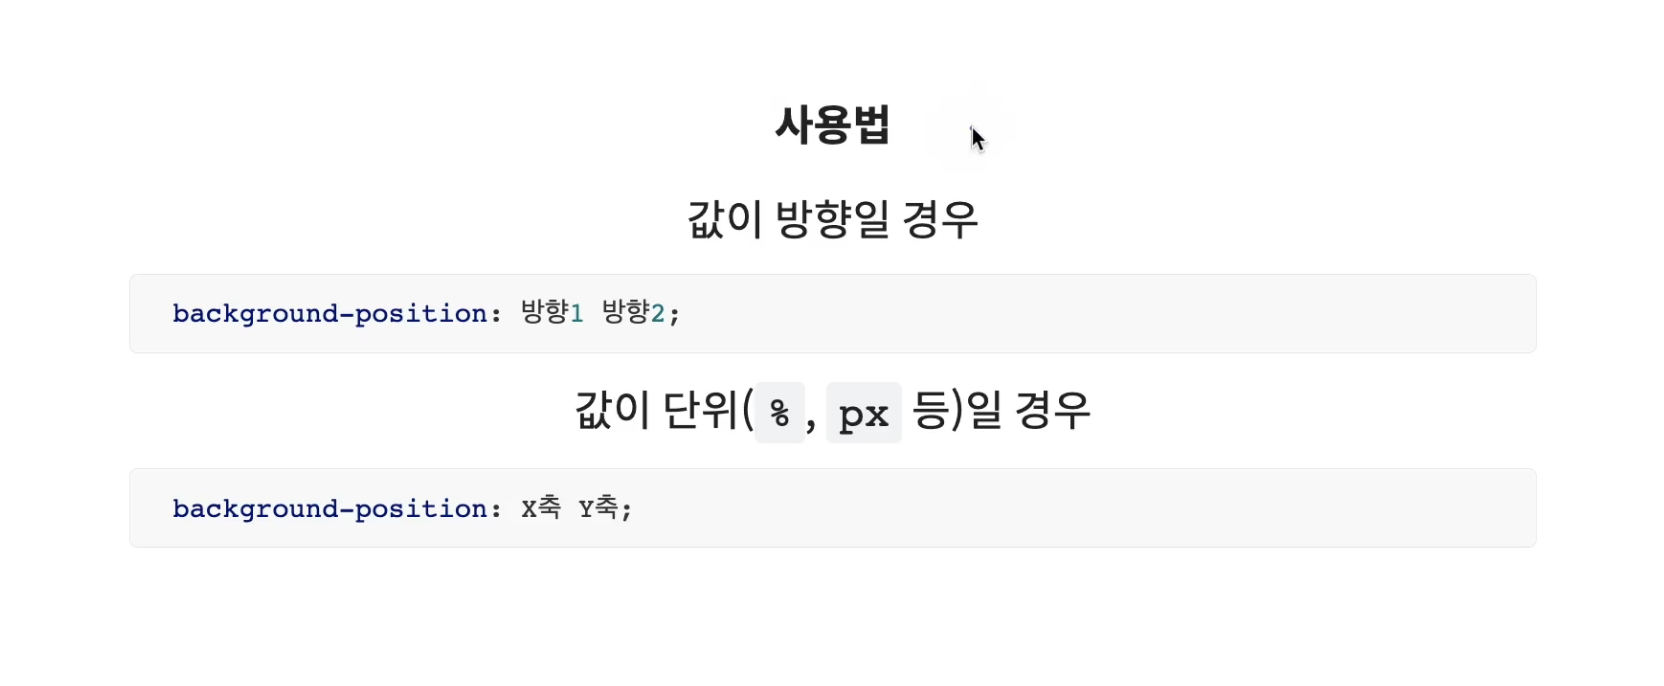 사용법
값이 방향일 경우
background-position: 방향1 방향2;
값이 단위(%, px 등)일 경우
background-position: X축 Y축;